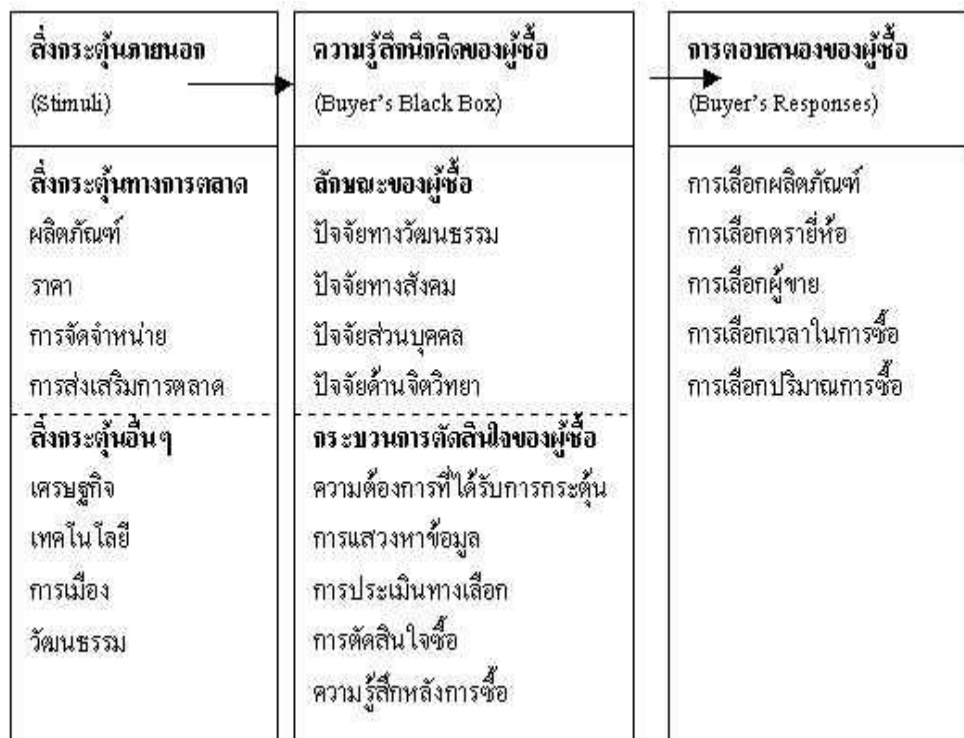 สิ่งกระตุ้นภายนอก
(Stimuli)
สิ่งกระตุ้นทางการตลาด
ผลิตภัณฑ์
ราคา
การจัดจำหน่าย
การส่งเสริมการตลาด
สิ่งกระตุ้นอื่นๆ
เศรษฐกิจ
เทคโนโลยี
การเมือง
วัฒนธรรม
ความรู้สึกนึกคิดของผู้ซื้อ
(Buyer's Black Box)
ลักษณะของผู้ซื้อ
ปัจจัยทางวัฒนธรรม
ปัจจัยทางสังคม
ปัจจัยส่วนบุคคล
ปัจจัยด้านจิตวิทยา
กระบวนการตัดสินใจของผู้ซื้อ
ความต้องการที่ได้รับการกระตุ้น
การแสวงหาข้อมูล
การประเมินทางเลือก
การตัดสินใจซื้อ
ความรู้สึกหลังการซื้อ
การตอบสนองของผู้ซื้อ
(Buyer's Responses)
การเลือกผลิตภัณฑ์
การเลือกตรายี่ห้อ
การเลือกผู้ขาย
การเลือกเวลาในการซื้อ
การเลือกปริมาณการซื้อ